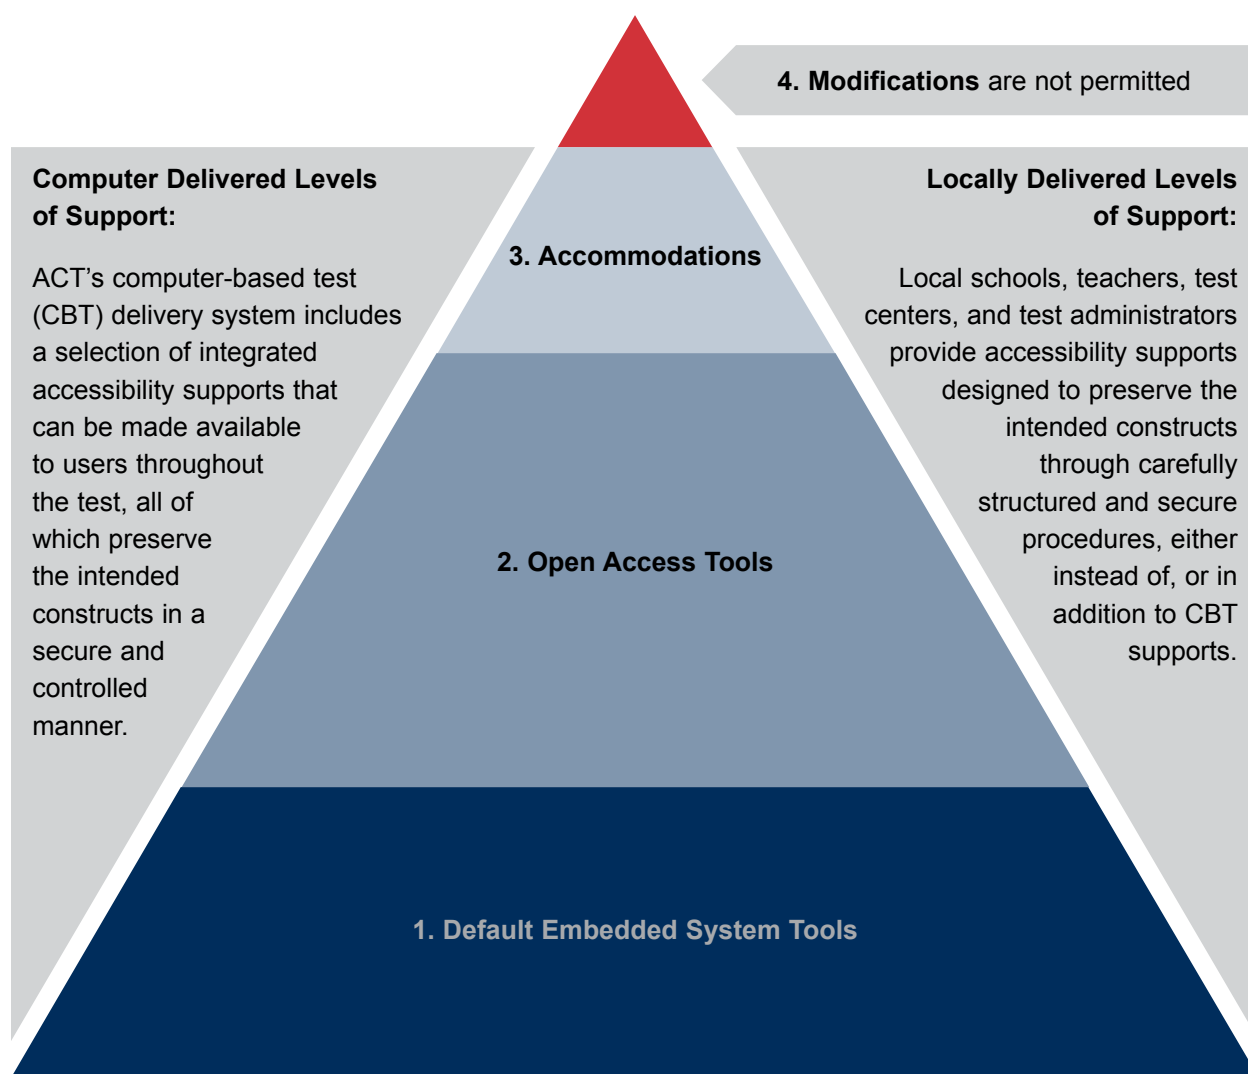 4. Modifications are not permitted
Computer Delivered Levels
of Support:
ACT’s computer-based test
(CBT) delivery system includes
a selection of integrated
accessibility supports that
can be made available
to users throughout
the test, all of
which preserve
the intended
constructs in a
secure and
controlled
manner.
3. Accommodations
2. Open Access Tools
1. Default Embedded System Tools
Locally Delivered Levels
of Support:
Local schools, teachers, test
centers, and test administrators
provide accessibility supports
designed to preserve the
intended constructs
through carefully
structured and secure
procedures, either
instead of, or in
addition to CBT
supports.